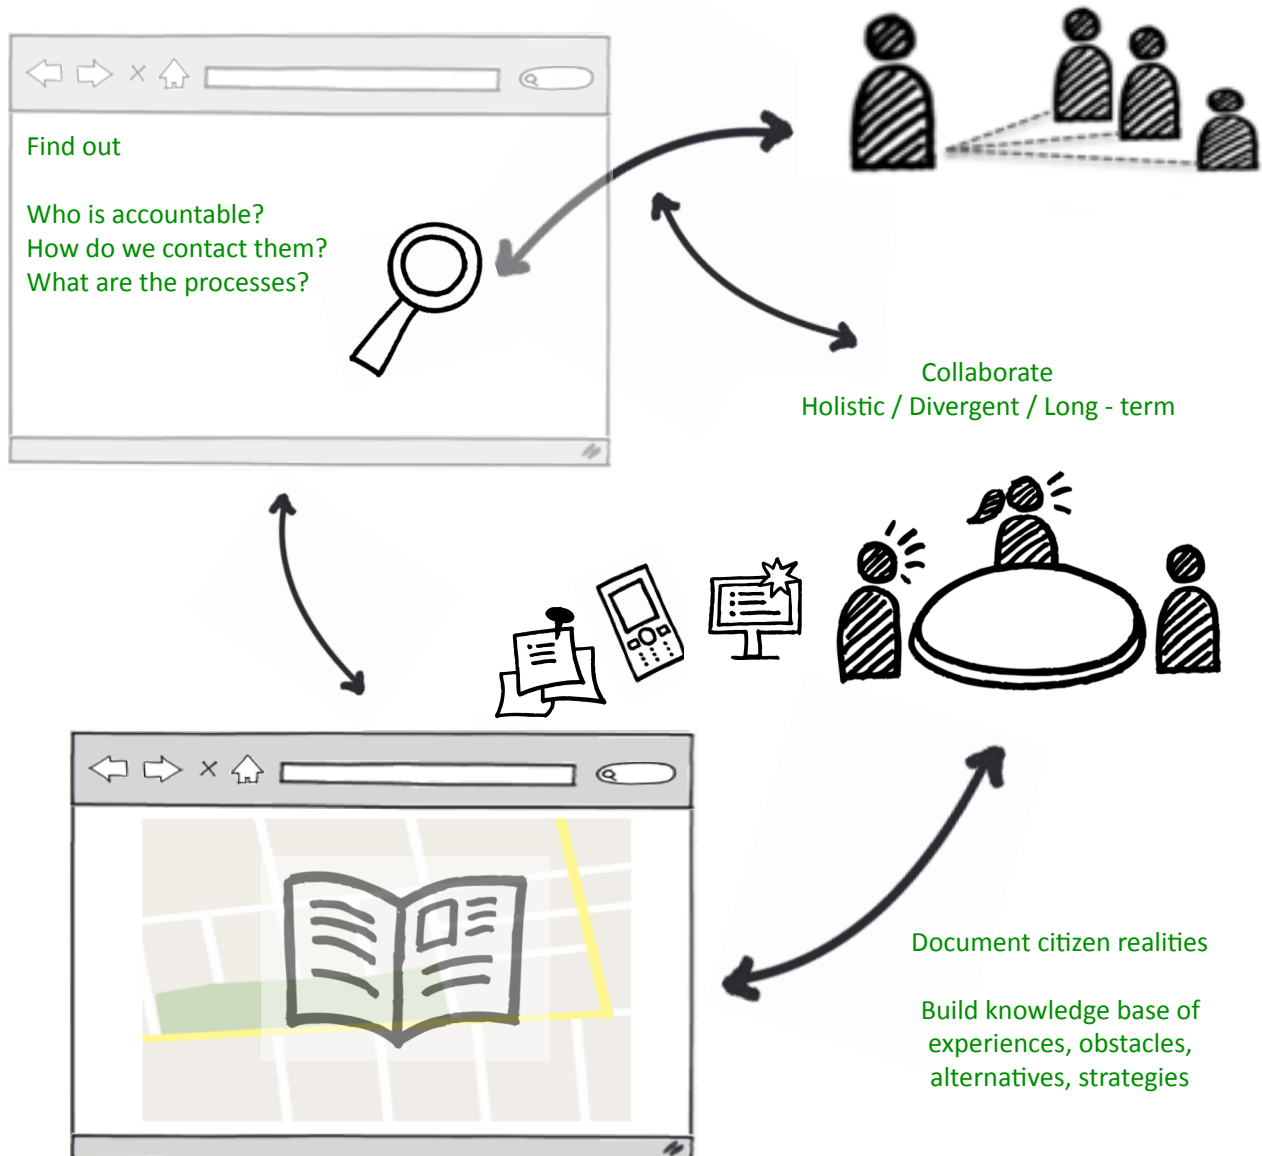 Find out
Who is accountable?
How do we contact them?
What are the processes?
Collaborate
Holistic / Divergent / Long - term
Document citizen realities
Build knowledge base of
experiences, obstacles,
alternatives, strategies